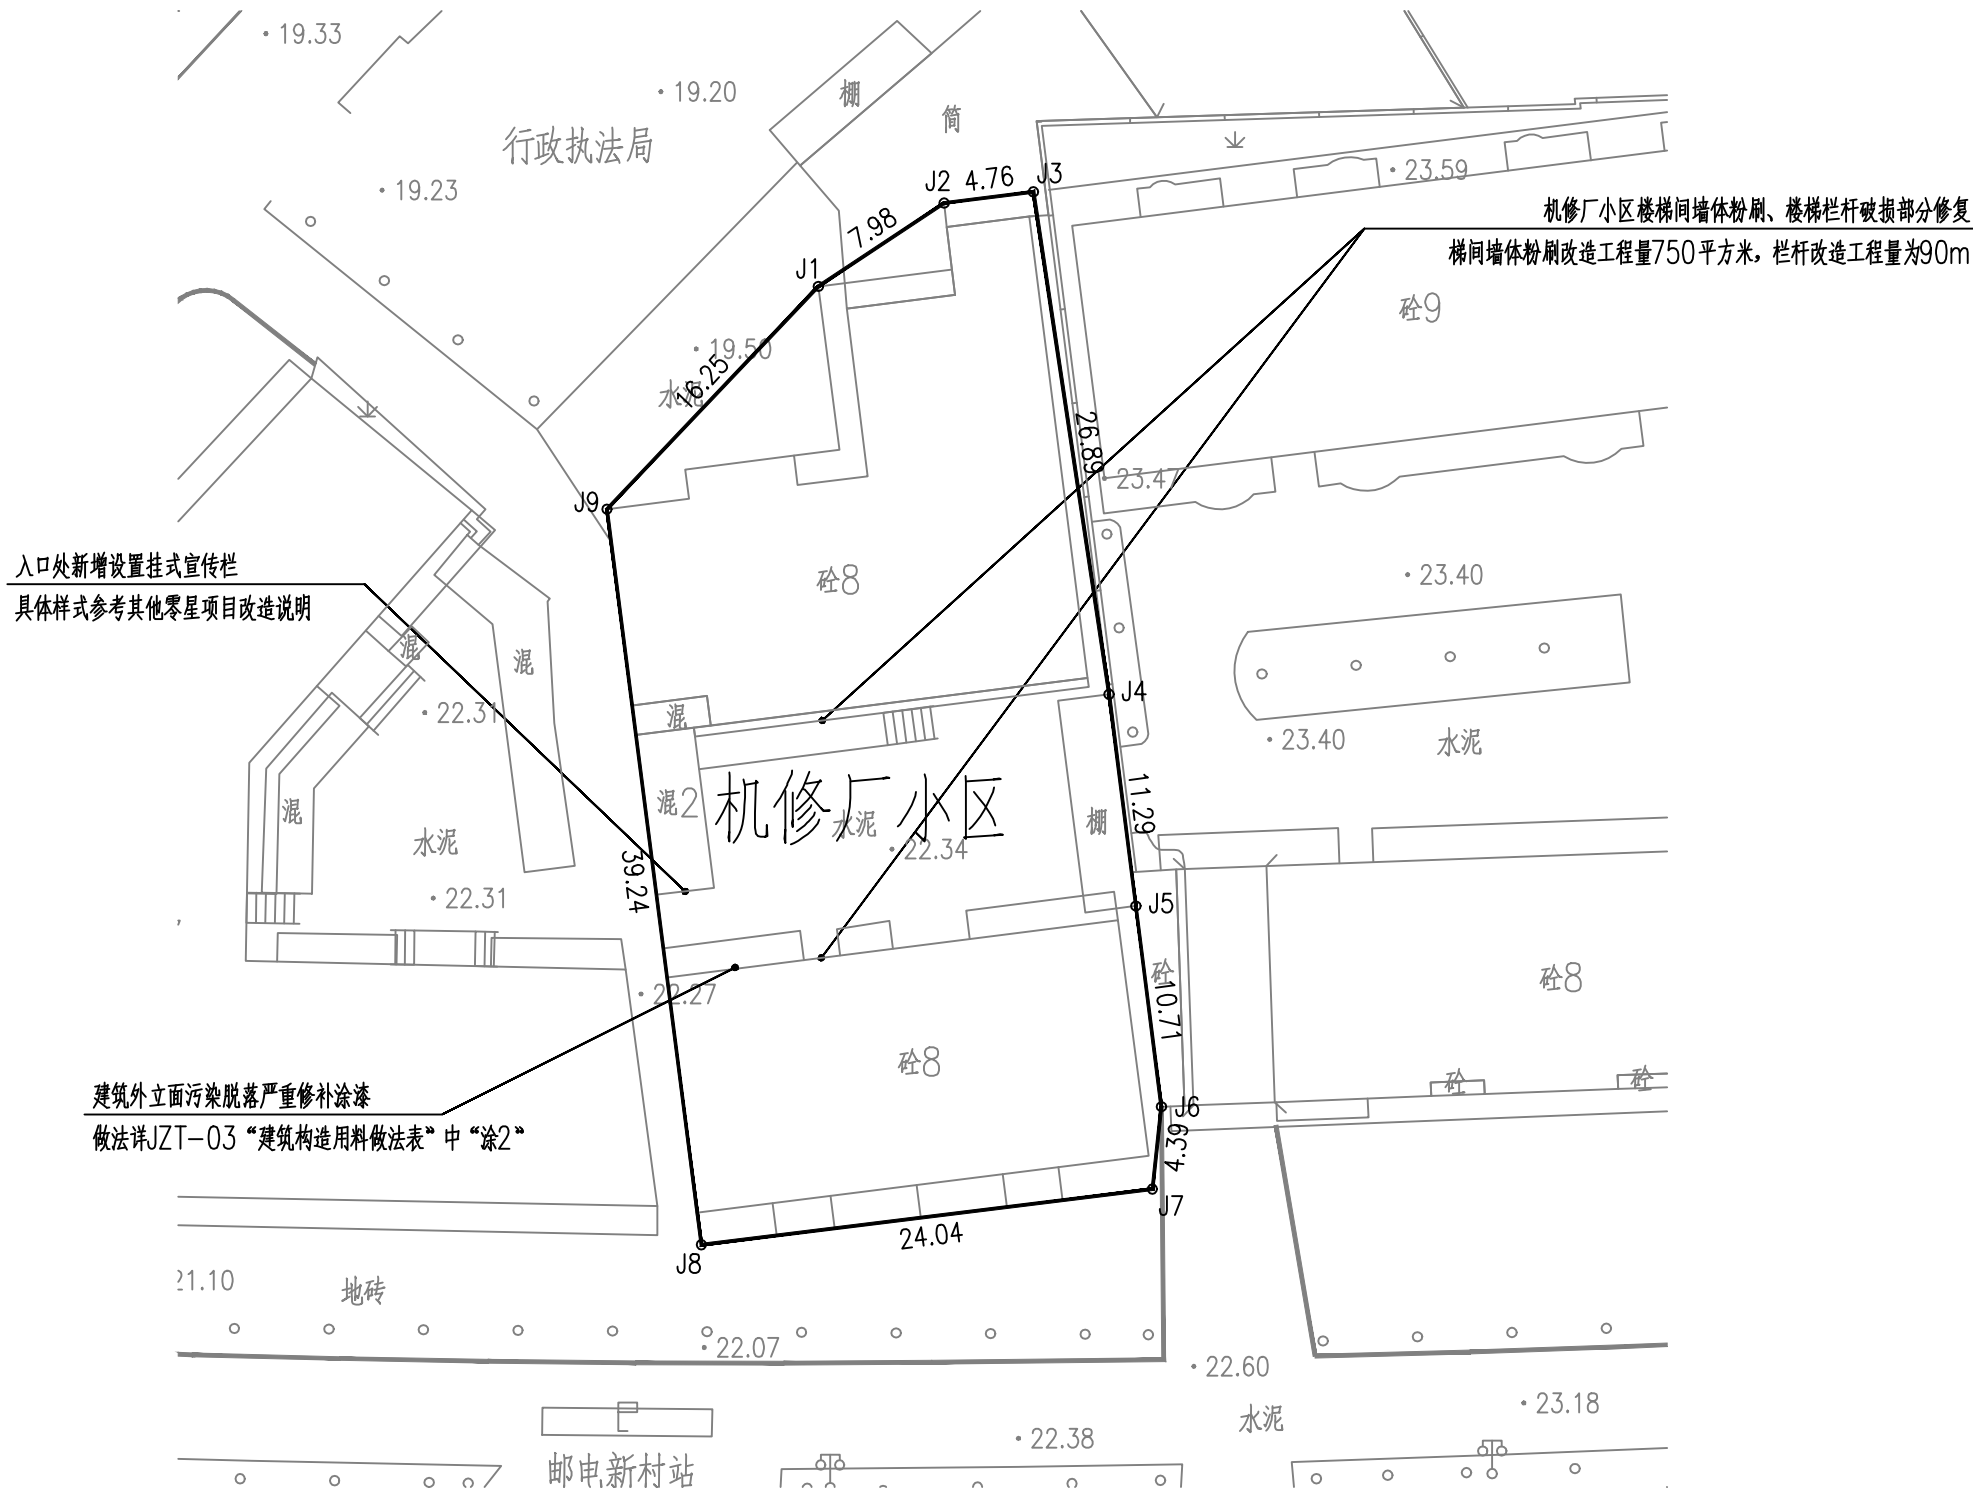 19.33
19.20
棚
简
行政执法局
19.23
23.59
J2
4.76
J3
7.98
J1
机修厂小区楼梯间墙体粉刷、楼梯栏杆破损部分修复
梯间墙体粉刷改造工程量750平方米，栏杆改造工程量为90m
砼9
19.50
水泥
16.25
26.89
23.47
J9
入口处新增设置挂式宣传栏
具体样式参考其他零星项目改造说明
砼8
23.40
混
混
22.31
混
J4
23.40
水泥
混
混2
机修厂小区
水泥
棚
11.29
水泥
22.34
39.24
22.31
J5
砼
砼8
22.27
10.71
砼8
建筑外立面污染脱落严重修补涂漆
做法详JZT-03“建筑构造用料做法表”中“涂2”
砼
砼
J6
4.39
J7
24.04
J8
21.10
地砖
22.07
22.60
23.18
水泥
22.38
邮电新村站